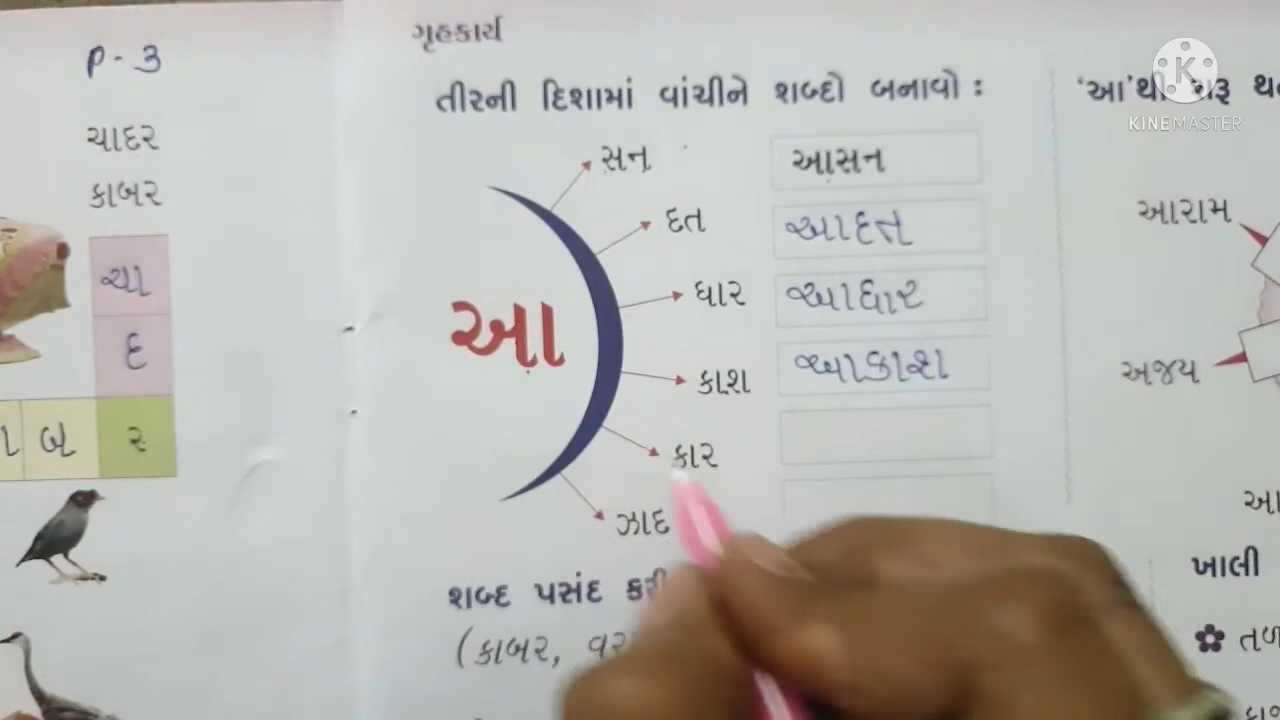 P - 3
ચાદર
કાબર
ચા
દ
બ
ર
ગૃહકાર્ય
તીરની દિશામાં વાંચીને શબ્દો બનાવો :
આ
સન
આસન
દત
આદત
ધાર
આધાર
કાશ
આકાશ
કાર
ઝાદ
શબ્દ પસંદ કરી
(કાબર,
'આ'થી શરૂ
આરામ
અજય
ખાલી
K
KINEMASTER